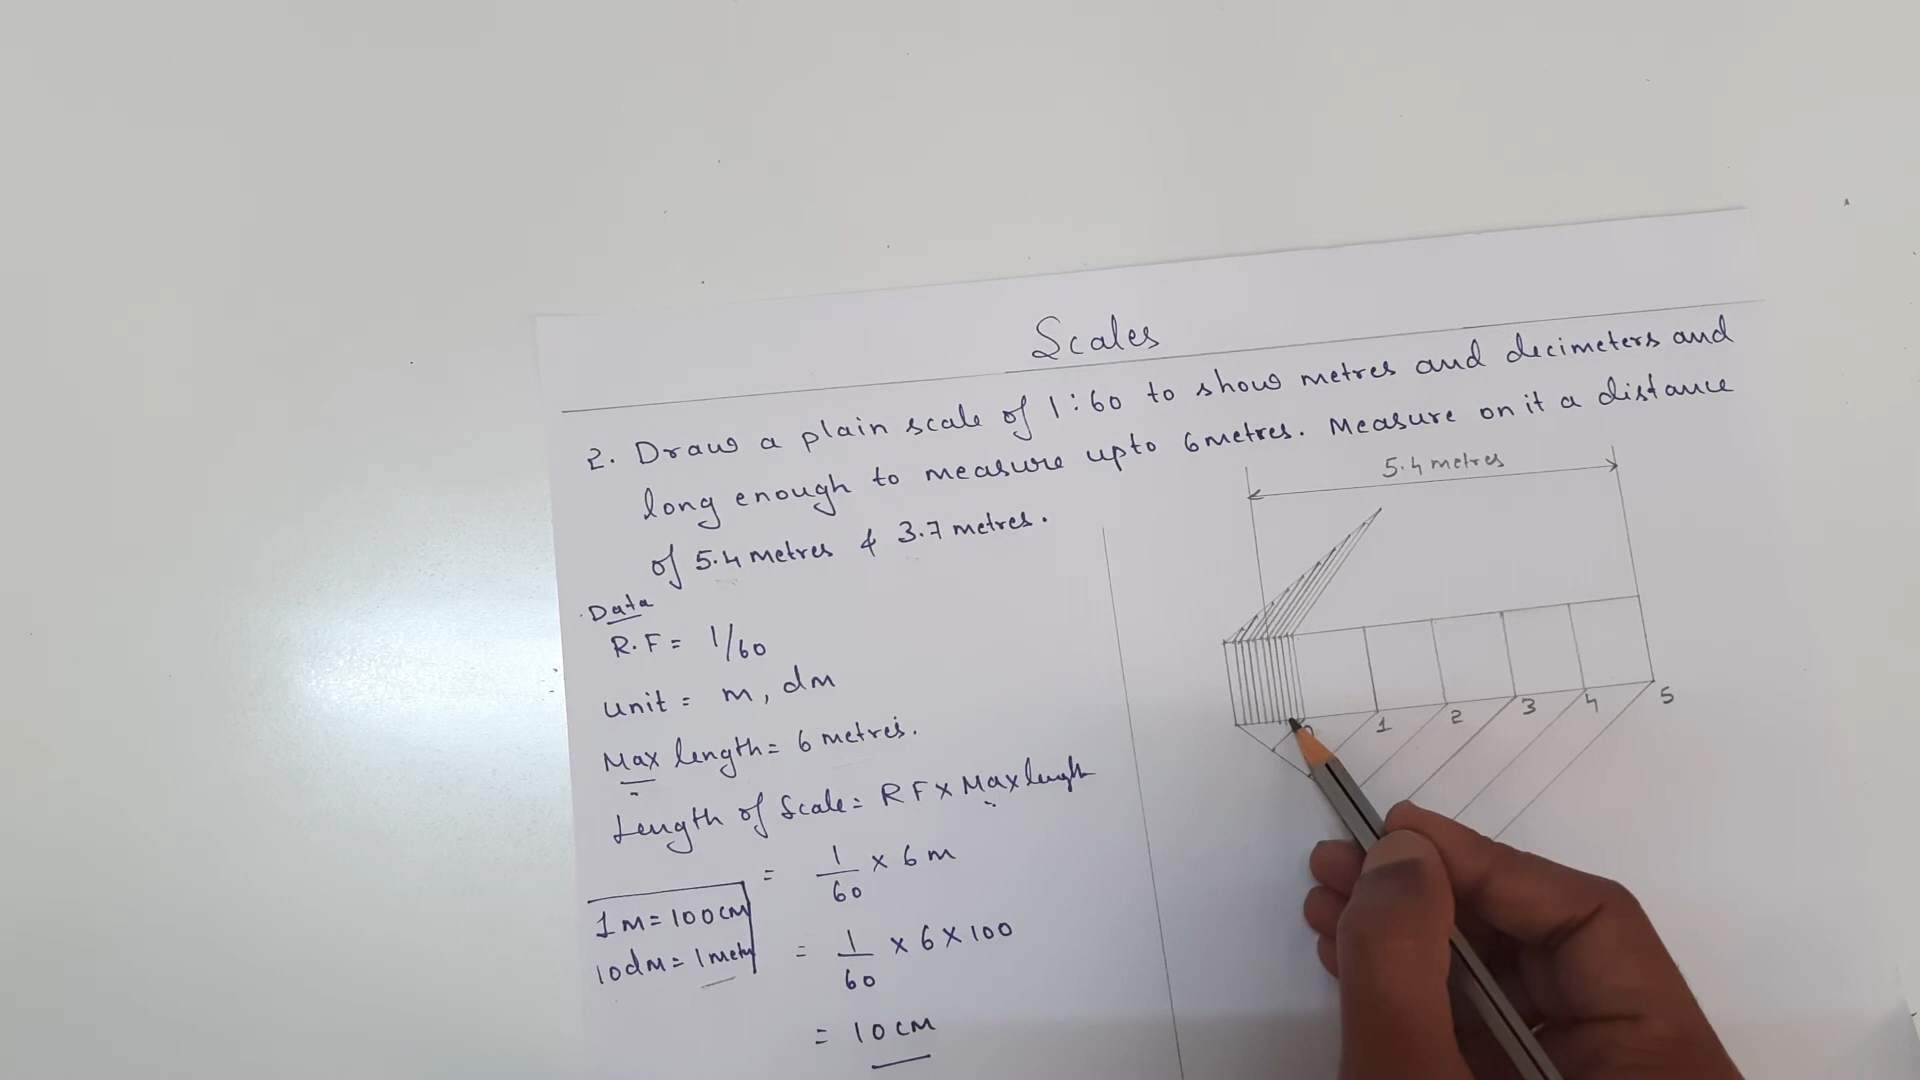 Scales
2. Draw a plain scale of 1:60 to show metres and decimeters and
long enough to measure upto 6 metres. Measure on it a distance
of 5.4 metres & 3.7 metres.
Data
R.F = 1/60
unit = m, dm
Max length = 6 metres.
Length of Scale = RF x Max length
= 1/60 x 6 m
= 1/60 x 6 x 100
= 10 cm
1 m = 100 cm
10 dm = 1 metre
5.4 metres
0 1 2 3 4 5